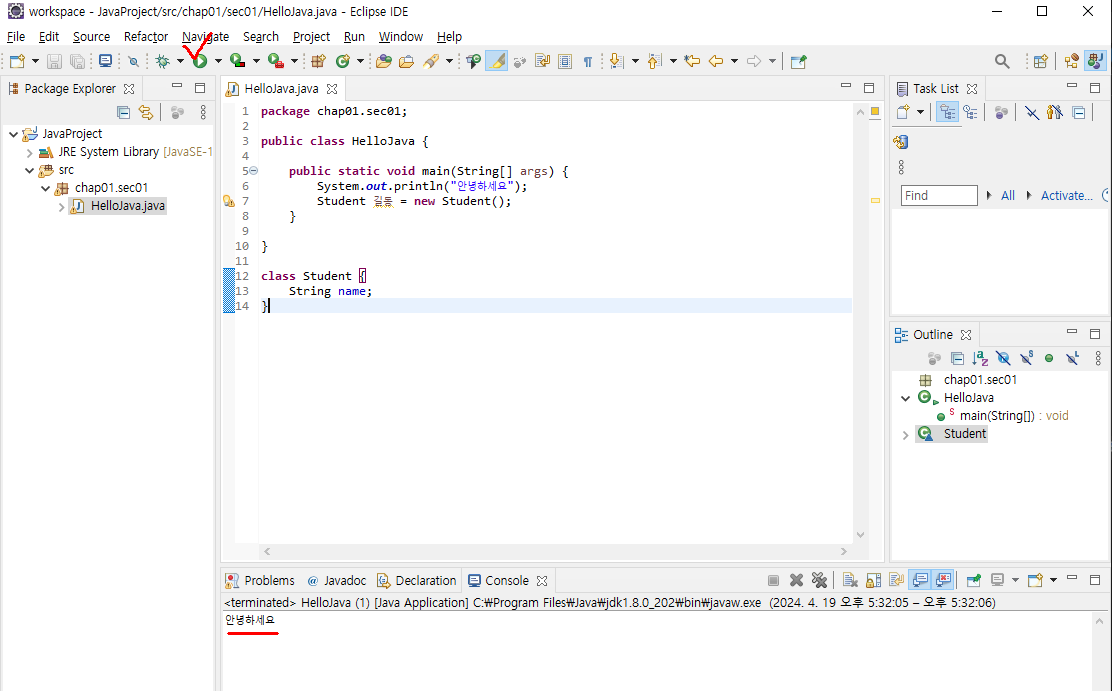 workspace - JavaProject/src/chap01/sec01/HelloJava.java - Eclipse IDE
File Edit Source Refactor Navigate Search Project Run Window Help
Package Explorer
JavaProject
JRE System Library [JavaSE-1
src
chap01.sec01
HelloJava.java
HelloJava.java
1 package chap01.sec01;
2
3 public class HelloJava {
4
5 public static void main(String[] args) {
6 System.out.println("안녕하세요");
7 Student 길동 = new Student();
8 }
9
10 }
11
12 class Student {
13 String name;
14 }
Task List
Find All Activate...
Outline
chap01.sec01
HelloJava
main(String[]) : void
Student
Problems Javadoc Declaration Console
<terminated> HelloJava (1) [Java Application] C:₩Program Files₩Java₩jdk1.8.0_202₩bin₩javaw.exe (2024. 4. 19 오후 5:32:05 – 오후 5:32:06)
안녕하세요